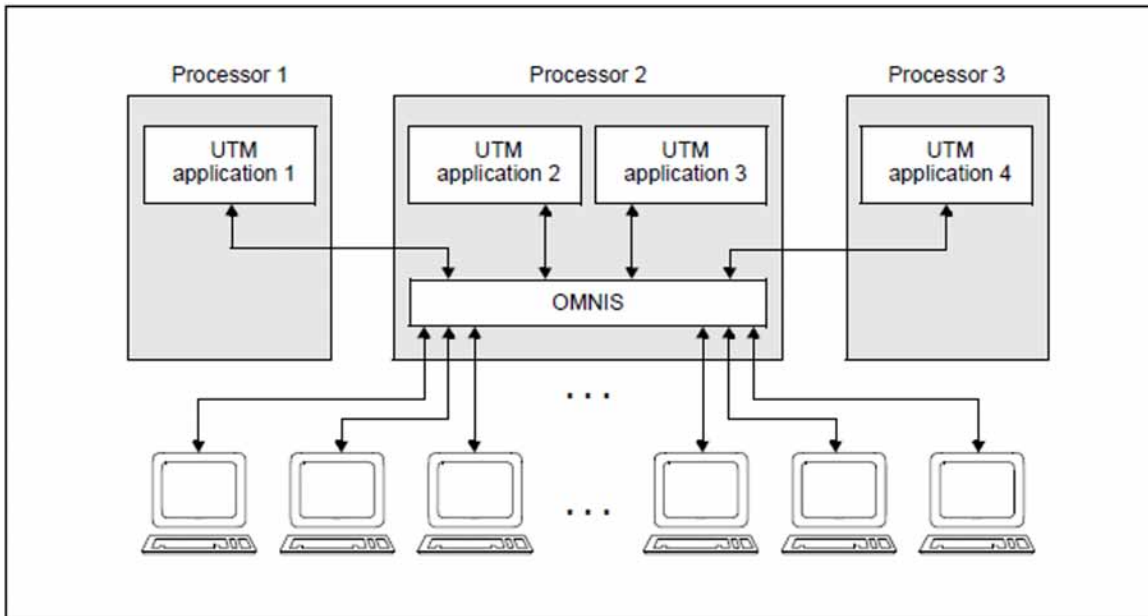 Processor 1
Processor 2
Processor 3
UTM
application 1
UTM
application 2
UTM
application 3
UTM
application 4
OMNIS
. . .
. . .